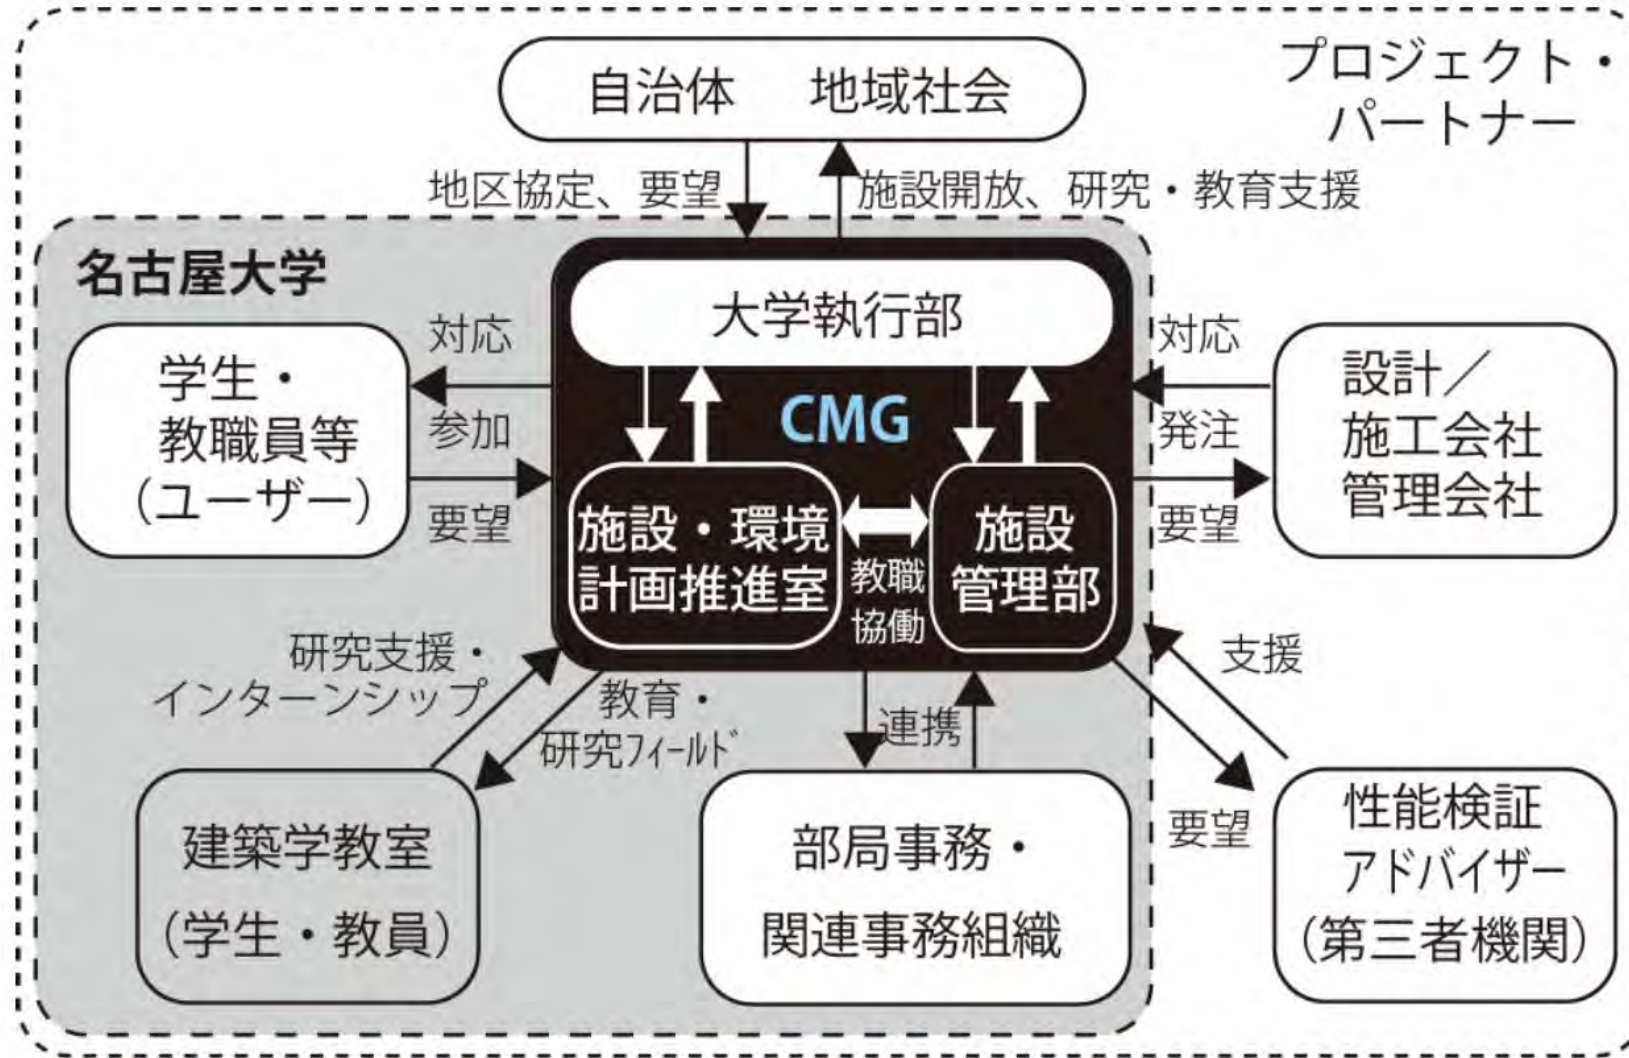 プロジェクト・
パートナー
自治体 地域社会
地区協定、要望
施設開放、研究・教育支援
名古屋大学
大学執行部
CMG
対応
参加
要望
学生・
教職員等
（ユーザー）
施設・環境
計画推進室
教職
協働
施設
管理部
対応
発注
要望
設計／
施工会社
管理会社
研究支援・
インターンシップ
教育・
研究ﾌｨｰﾙﾄﾞ
連携
支援
要望
建築学教室
（学生・教員）
部局事務・
関連事務組織
性能検証
アドバイザー
（第三者機関）